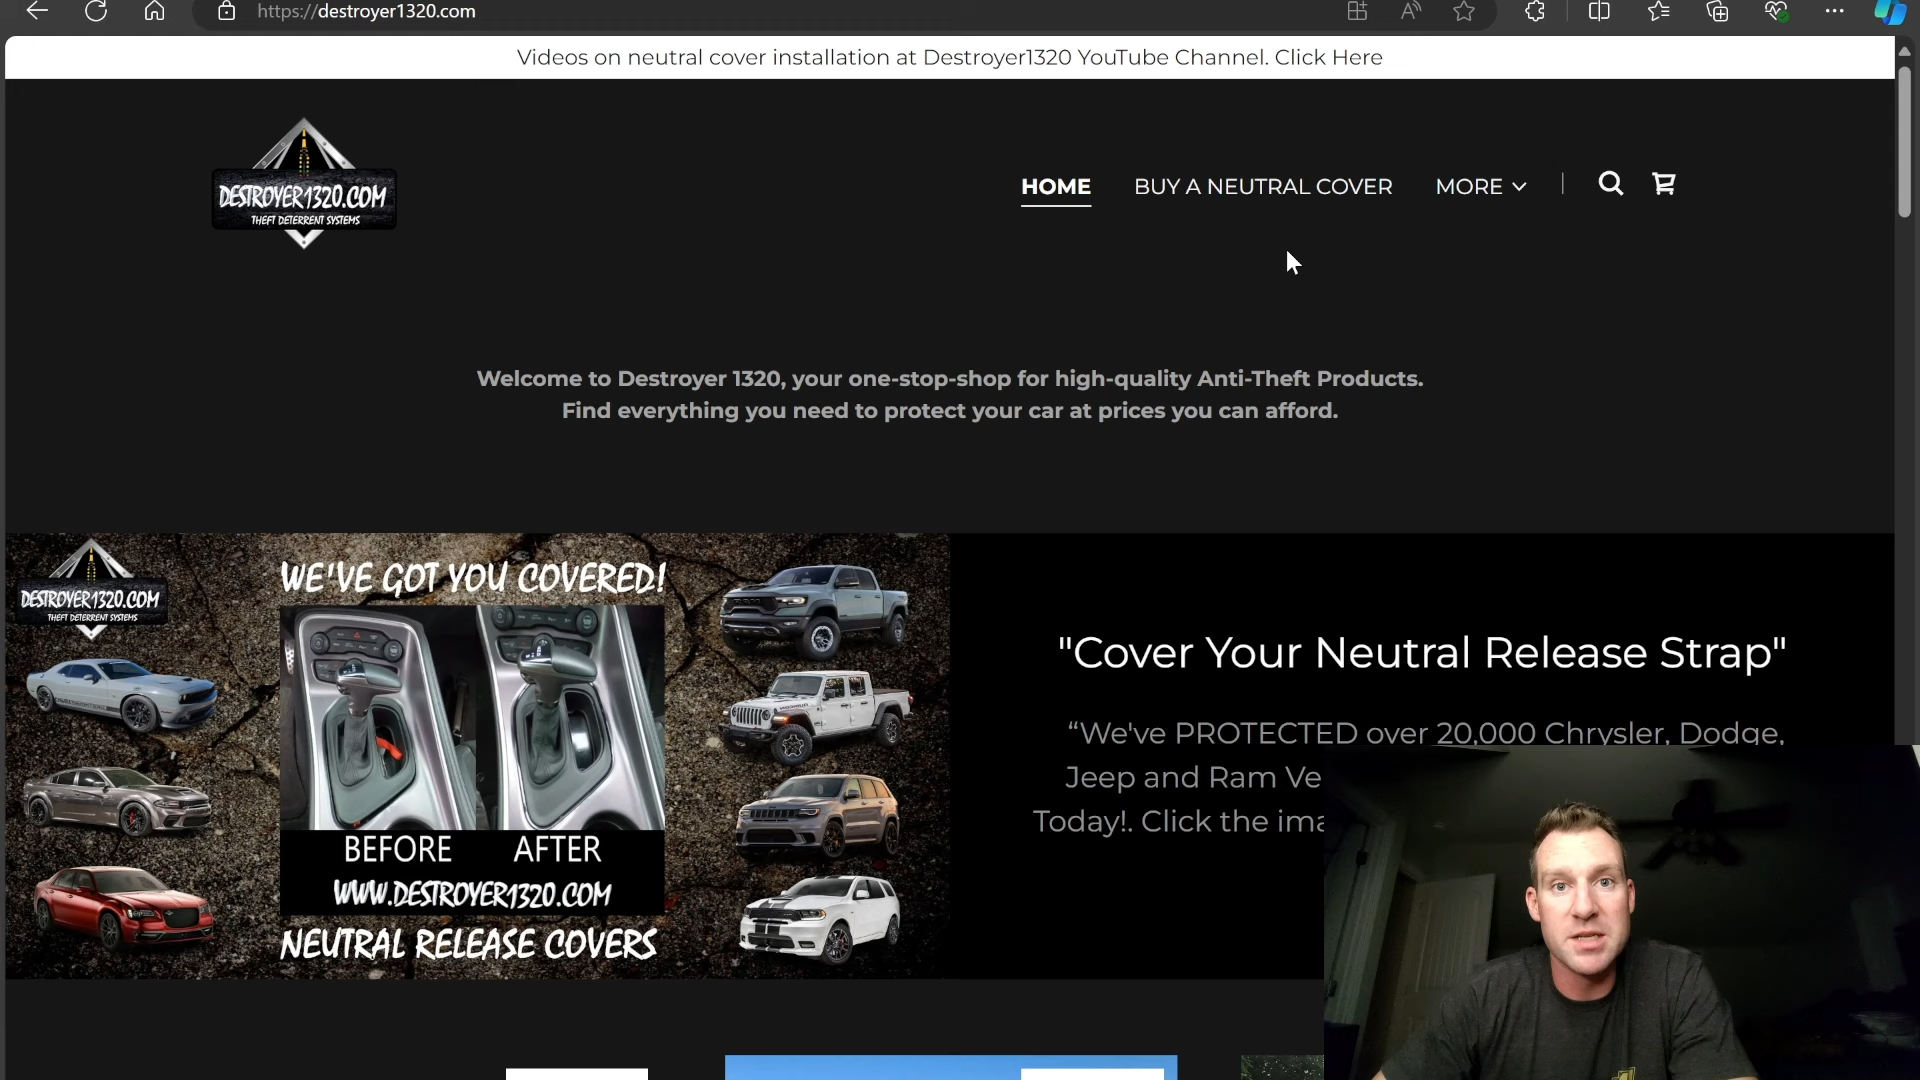 https://destroyer1320.com
Videos on neutral cover installation at Destroyer1320 YouTube Channel. Click Here
DESTROYER1320.COM
THEFT DETERRENT SYSTEMS
HOME
BUY A NEUTRAL COVER
MORE
Welcome to Destroyer 1320, your one-stop-shop for high-quality Anti-Theft Products.
Find everything you need to protect your car at prices you can afford.
DESTROYER1320.COM
THEFT DETERRENT SYSTEMS
WE'VE GOT YOU COVERED!
BEFORE AFTER
WWW.DESTROYER1320.COM
NEUTRAL RELEASE COVERS
"Cover Your Neutral Release Strap"
“We've PROTECTED over 20,000 Chrysler, Dodge,
Jeep and Ram Ve
Today!. Click the ima